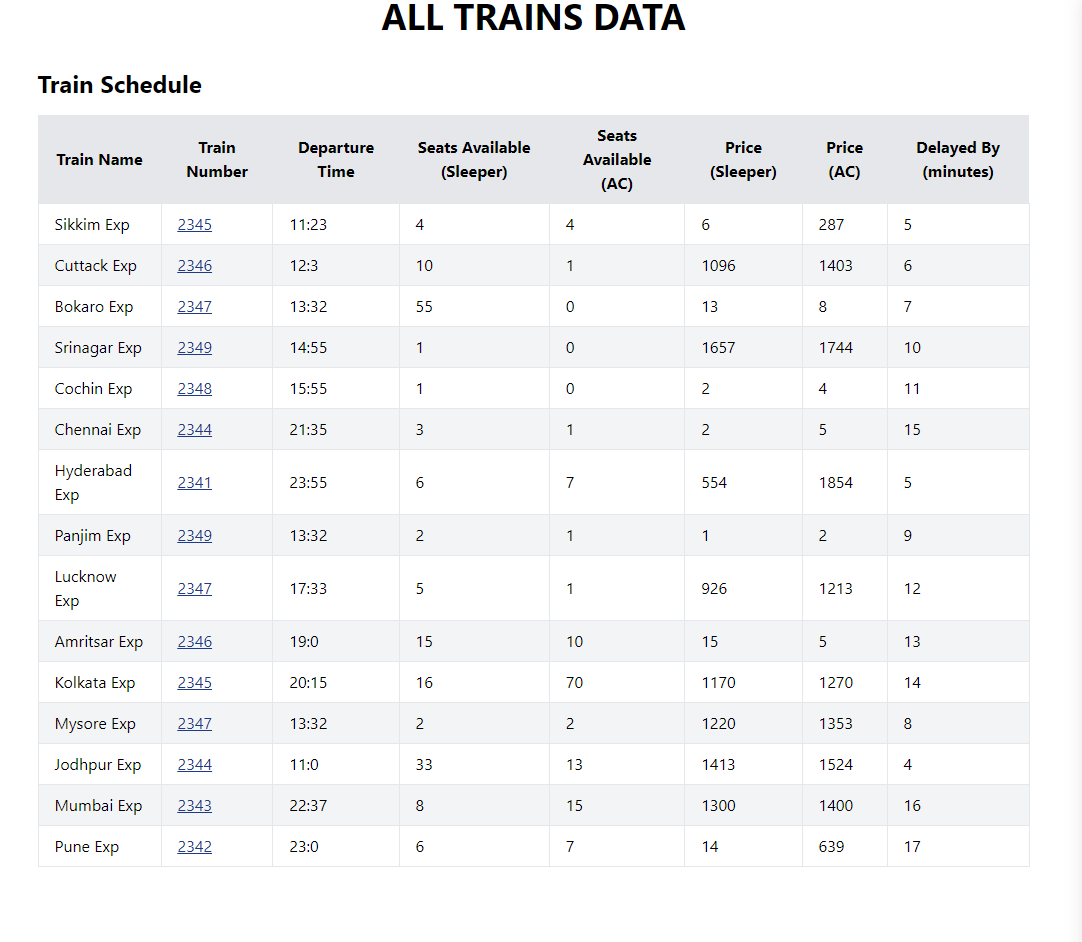 ALL TRAINS DATA
Train Schedule
Train Name Train Number Departure Time Seats Available (Sleeper) Seats Available (AC) Price (Sleeper) Price (AC) Delayed By (minutes)
Sikkim Exp 2345 11:23 4 4 6 287 5
Cuttack Exp 2346 12:3 10 1 1096 1403 6
Bokaro Exp 2347 13:32 55 0 13 8 7
Srinagar Exp 2349 14:55 1 0 1657 1744 10
Cochin Exp 2348 15:55 1 0 2 4 11
Chennai Exp 2344 21:35 3 1 2 5 15
Hyderabad Exp 2341 23:55 6 7 554 1854 5
Panjim Exp 2349 13:32 2 1 1 2 9
Lucknow Exp 2347 17:33 5 1 926 1213 12
Amritsar Exp 2346 19:0 15 10 15 5 13
Kolkata Exp 2345 20:15 16 70 1170 1270 14
Mysore Exp 2347 13:32 2 2 1220 1353 8
Jodhpur Exp 2344 11:0 33 13 1413 1524 4
Mumbai Exp 2343 22:37 8 15 1300 1400 16
Pune Exp 2342 23:0 6 7 14 639 17